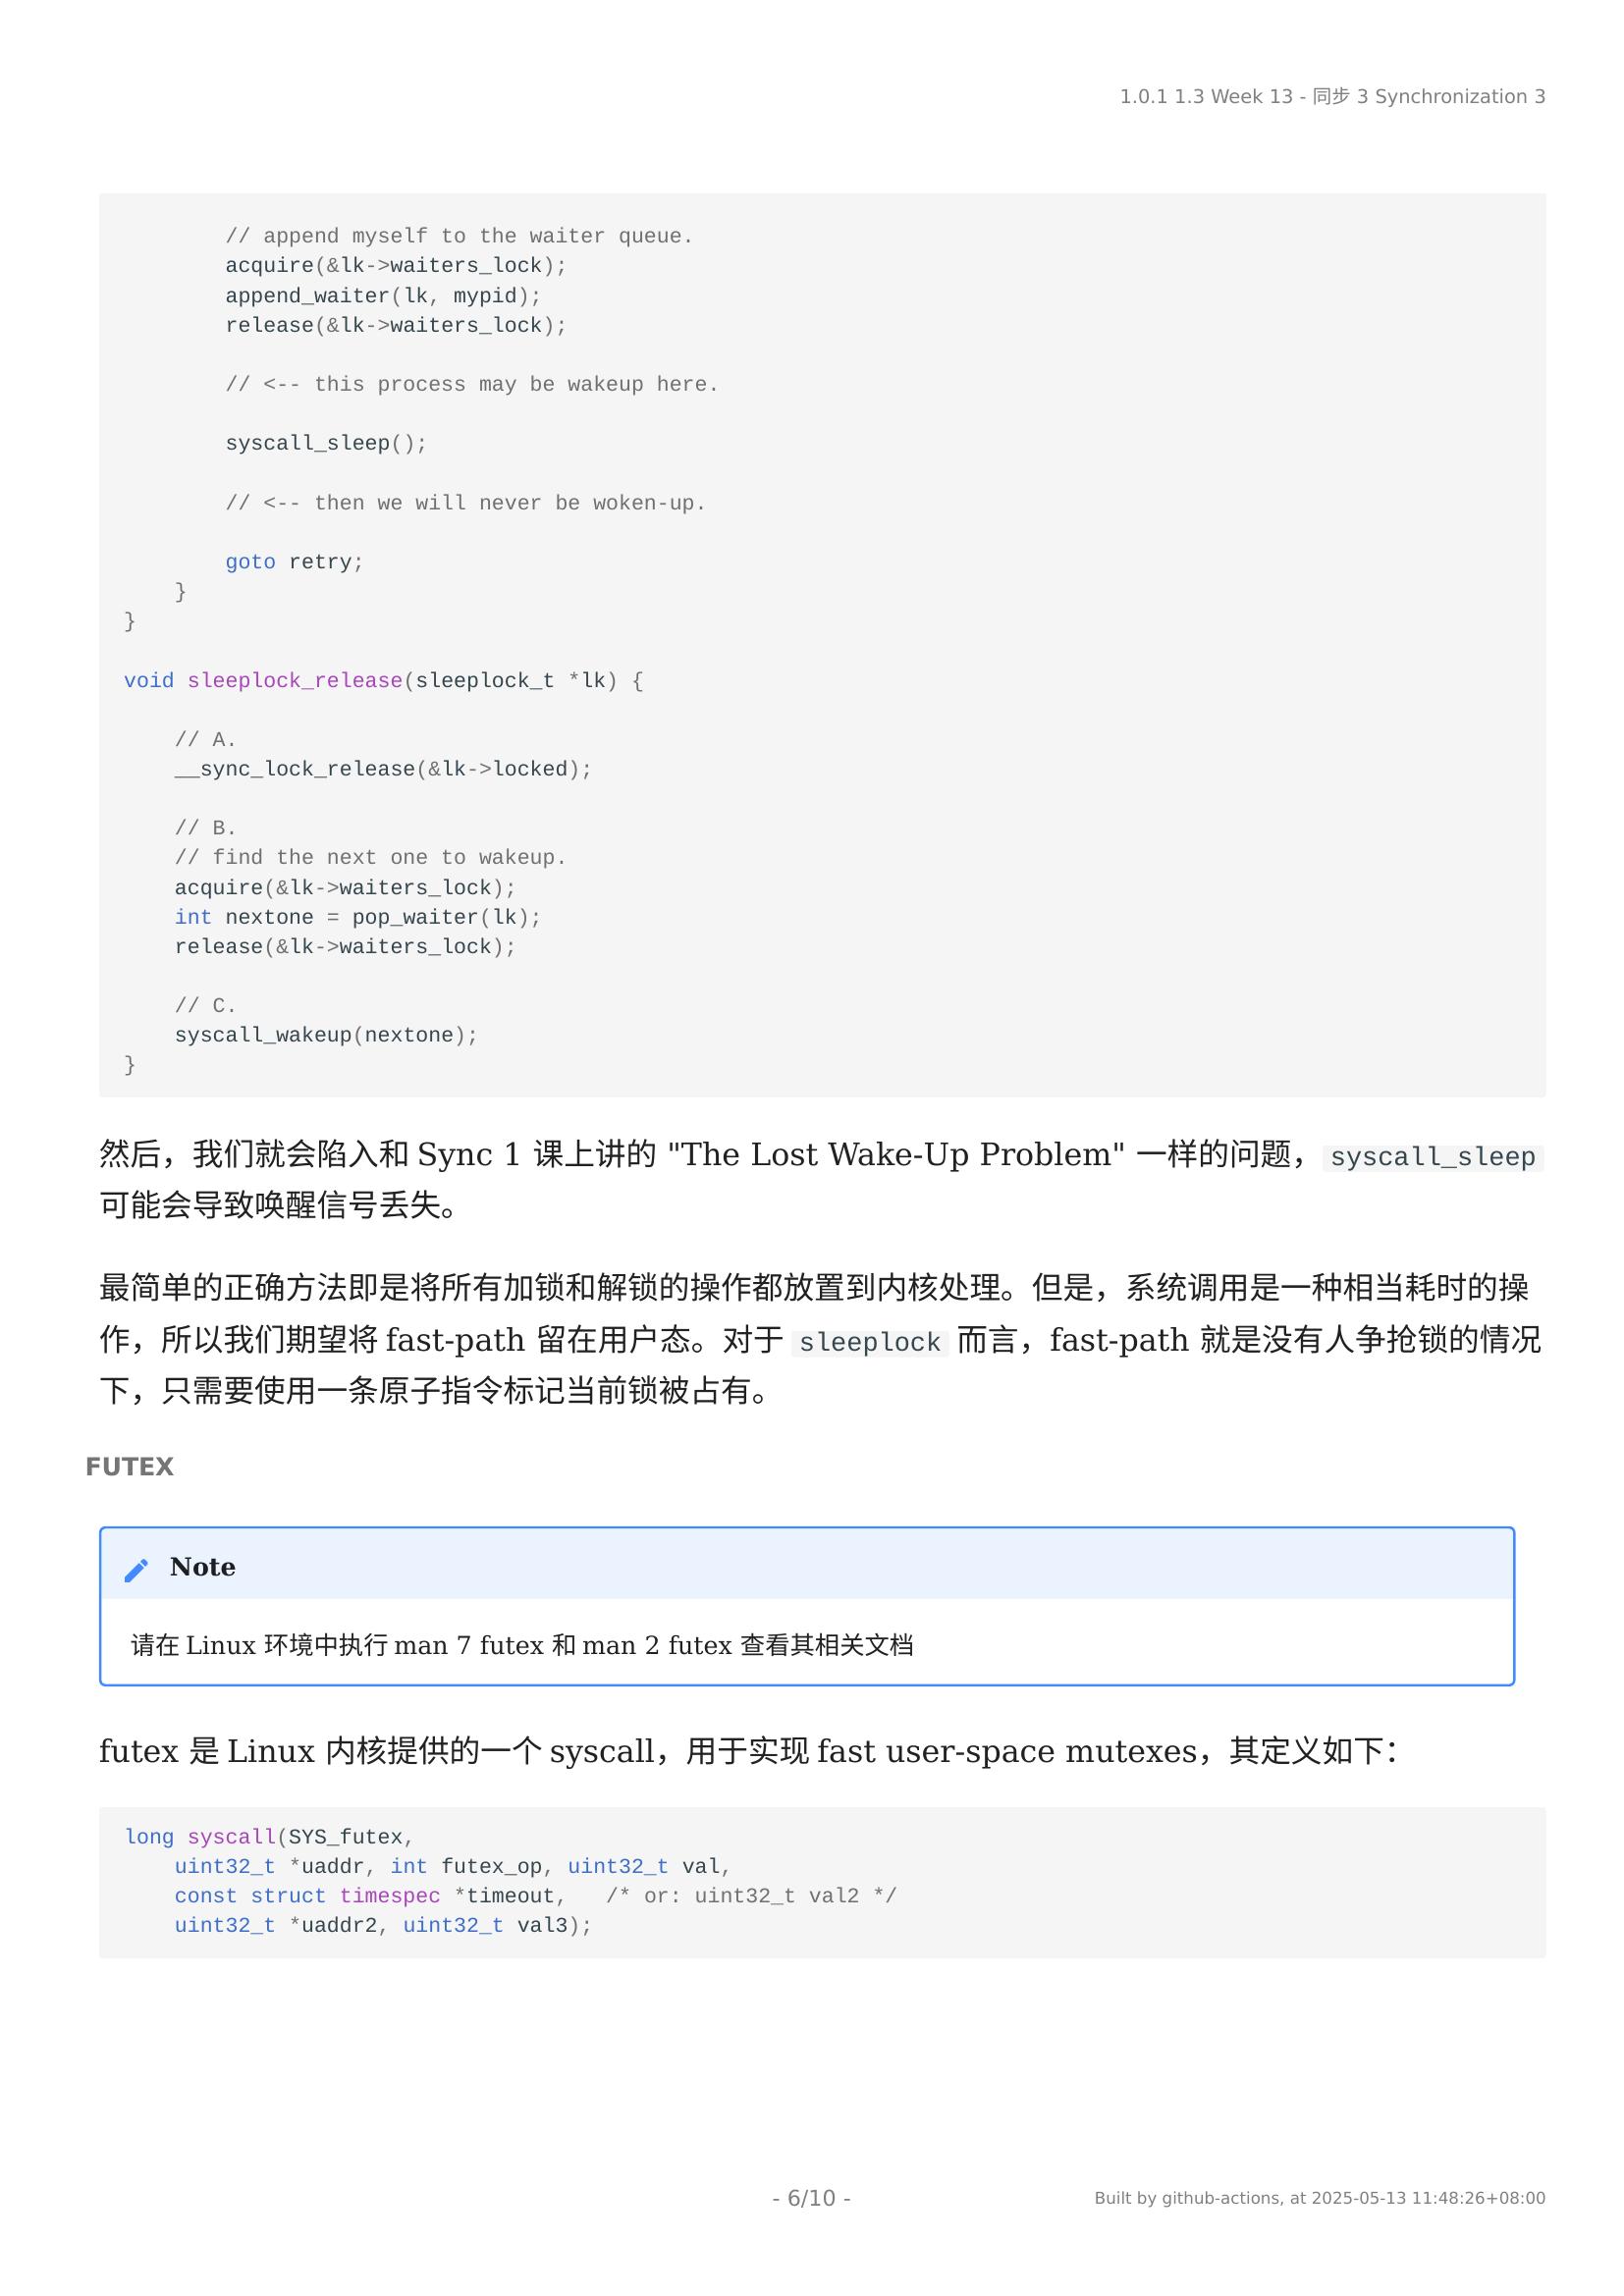 1.0.1 1.3 Week 13 - 同步 3 Synchronization 3
// append myself to the waiter queue.
acquire(&lk->waiters_lock);
append_waiter(lk, mypid);
release(&lk->waiters_lock);
// <-- this process may be wakeup here.
syscall_sleep();
// <-- then we will never be woken-up.
goto retry;
}
}
void sleeplock_release(sleeplock_t *lk) {
// A.
__sync_lock_release(&lk->locked);
// B.
// find the next one to wakeup.
acquire(&lk->waiters_lock);
int nextone = pop_waiter(lk);
release(&lk->waiters_lock);
// C.
syscall_wakeup(nextone);
}
然后，我们就会陷入和 Sync 1 课上讲的 "The Lost Wake-Up Problem" 一样的问题， syscall_sleep
可能会导致唤醒信号丢失。
最简单的正确方法即是将所有加锁和解锁的操作都放置到内核处理。但是，系统调用是一种相当耗时的操
作，所以我们期望将 fast-path 留在用户态。对于 sleeplock 而言，fast-path 就是没有人争抢锁的情况
下，只需要使用一条原子指令标记当前锁被占有。
FUTEX
Note
请在 Linux 环境中执行 man 7 futex 和 man 2 futex 查看其相关文档
futex 是 Linux 内核提供的一个 syscall，用于实现 fast user-space mutexes，其定义如下：
long syscall(SYS_futex,
uint32_t *uaddr, int futex_op, uint32_t val,
const struct timespec *timeout,   /* or: uint32_t val2 */
uint32_t *uaddr2, uint32_t val3);
- 6/10 -
Built by github-actions, at 2025-05-13 11:48:26+08:00